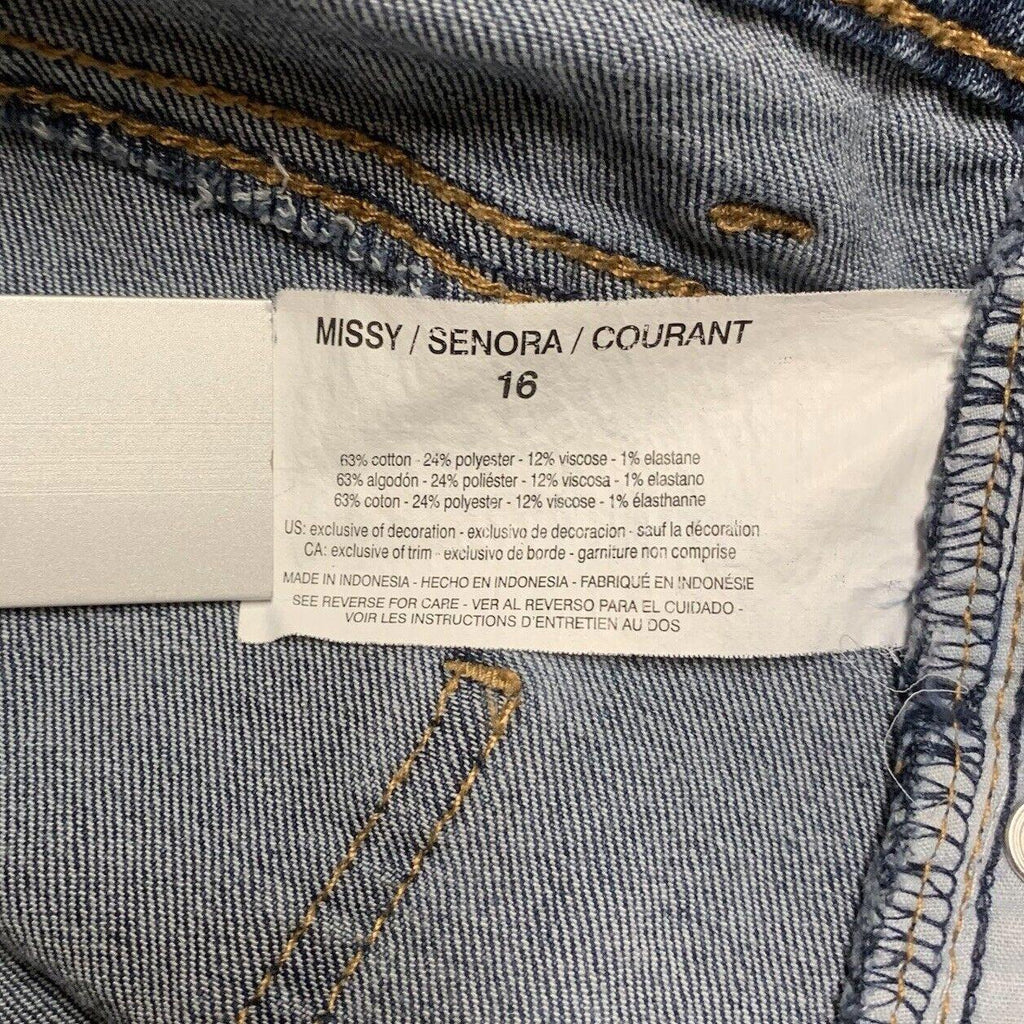 MISSY / SENORA / COURANT
16
63% cotton - 24% polyester - 12% viscose - 1% elastane
63% algodón - 24% poliéster - 12% viscosa - 1% elastano
63% coton - 24% polyester - 12% viscose - 1% élasthanne
US: exclusive of decoration - exclusivo de decoracion - sauf la décoration
CA: exclusive of trim - exclusivo de borde - garniture non comprise
MADE IN INDONESIA - HECHO EN INDONESIA - FABRIQUÉ EN INDONÉSIE
SEE REVERSE FOR CARE - VER AL REVERSO PARA EL CUIDADO -
VOIR LES INSTRUCTIONS D'ENTRETIEN AU DOS